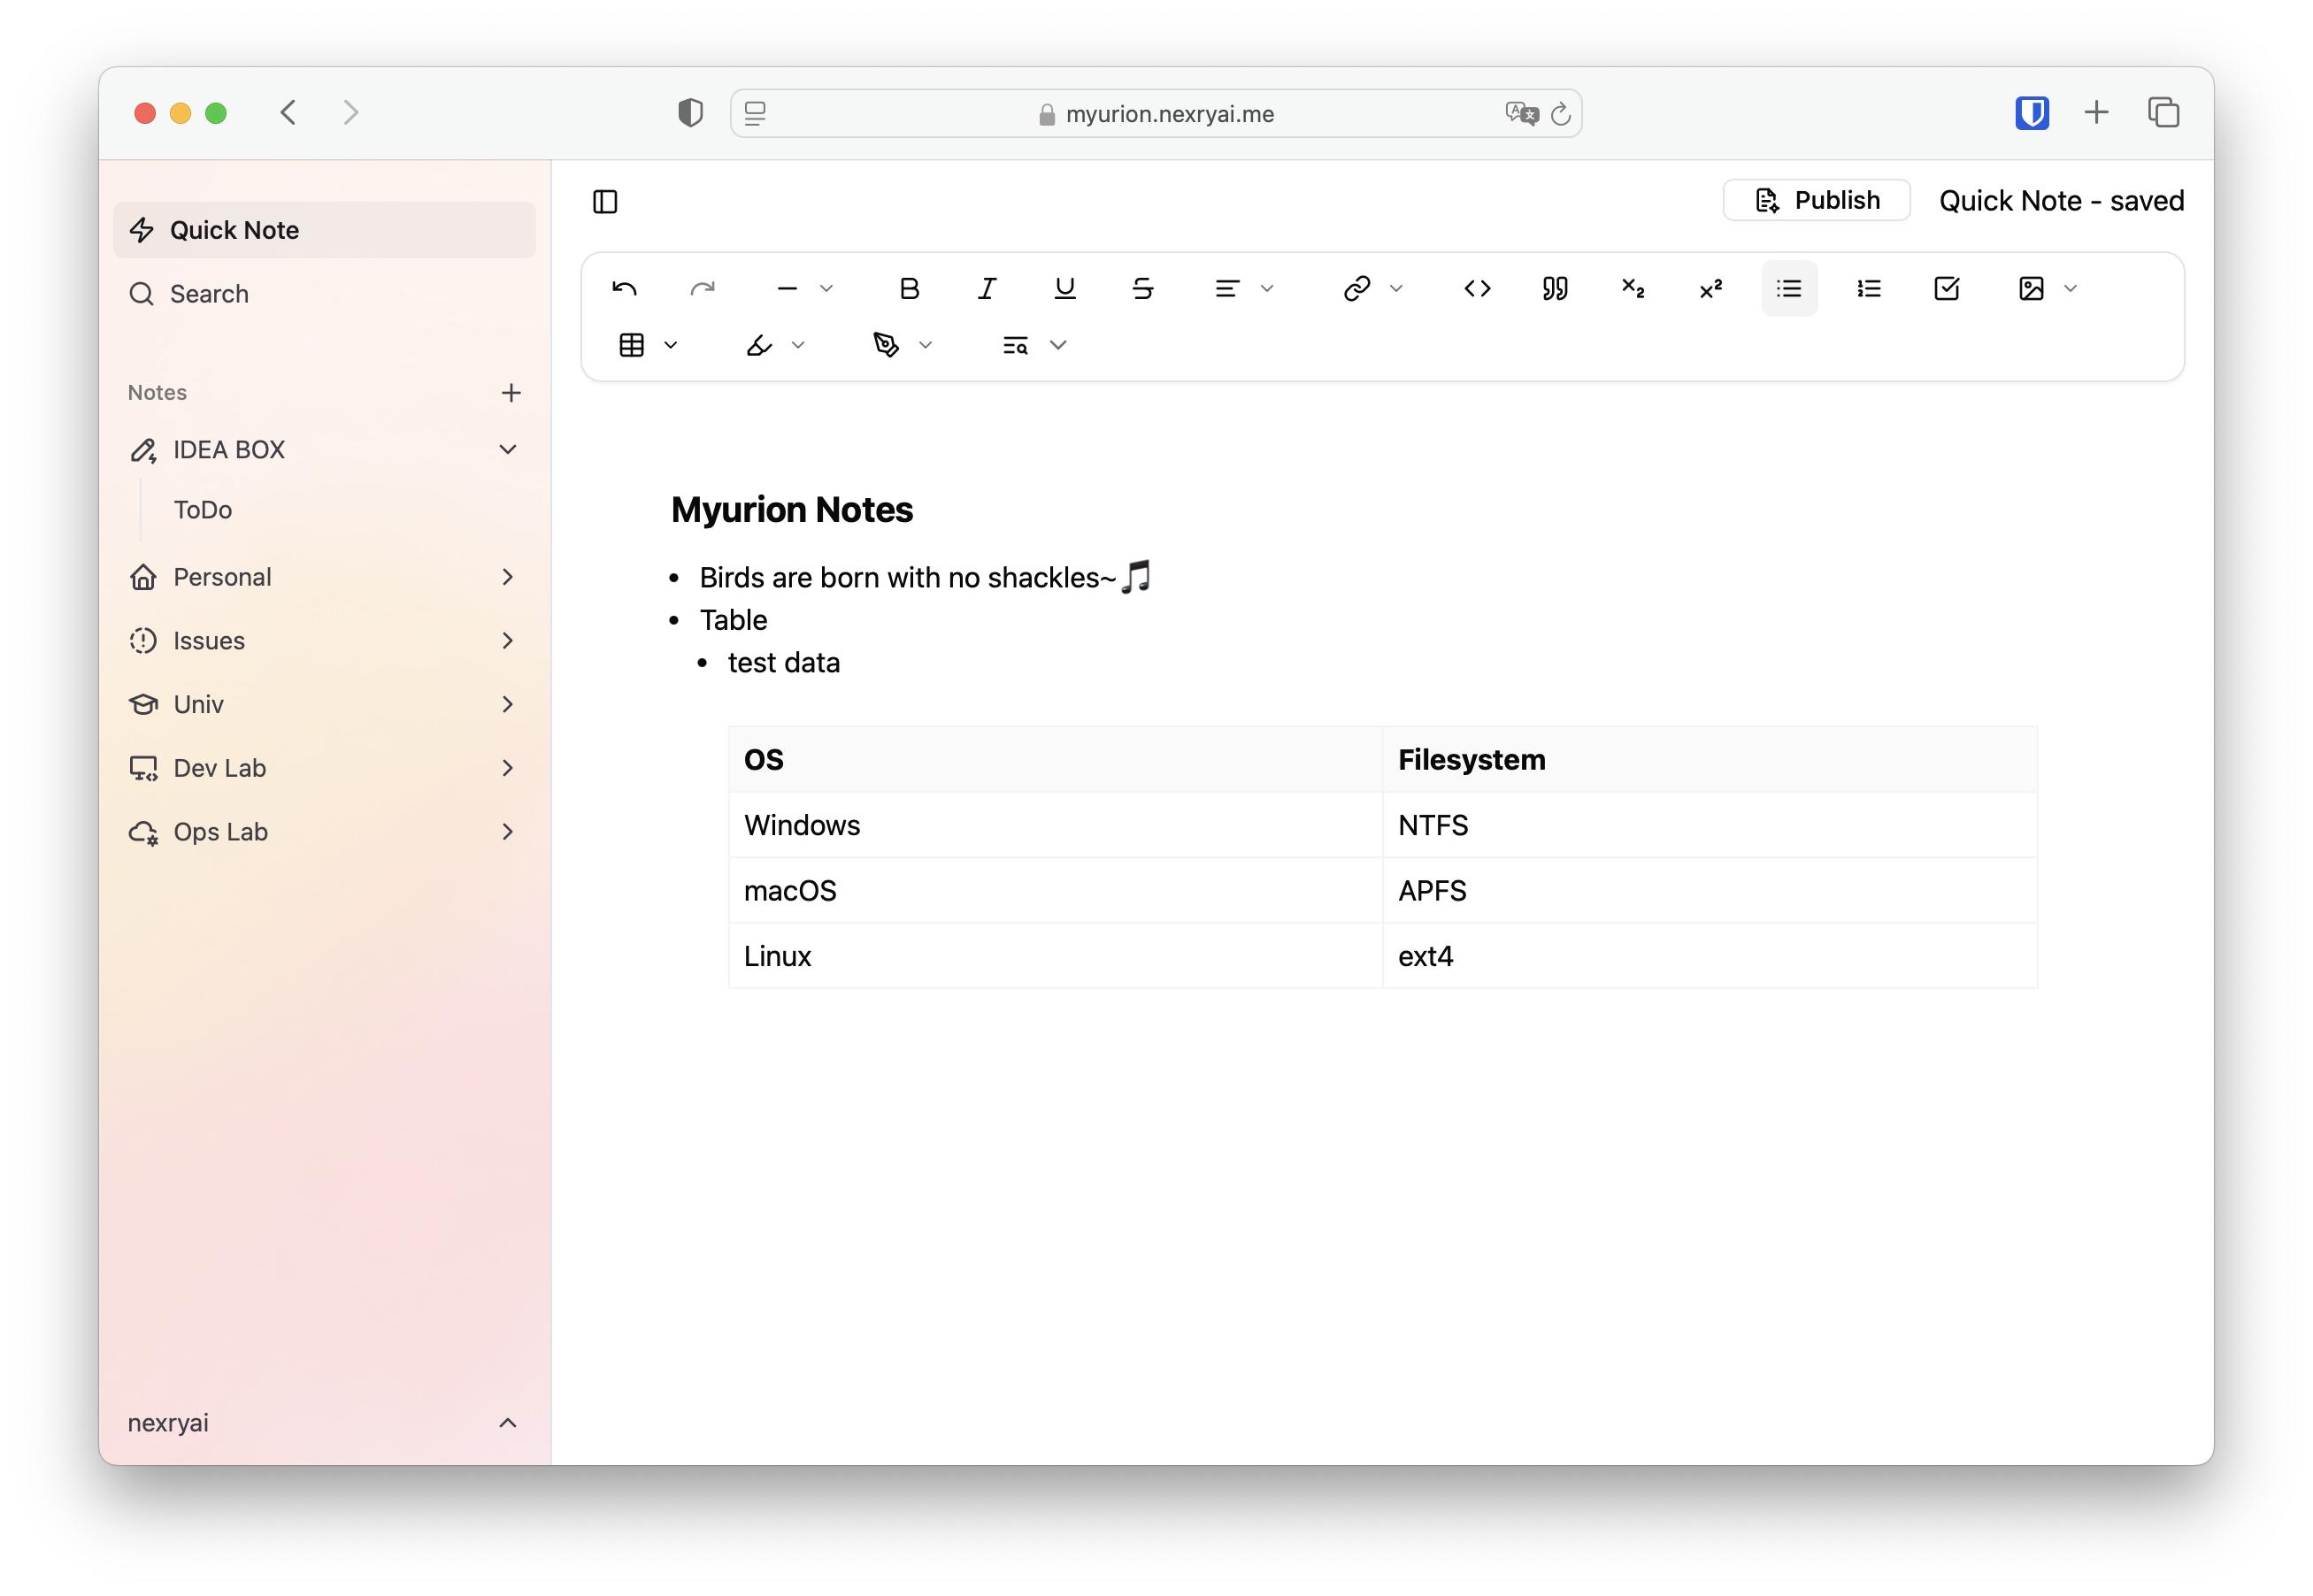 myurion.nexryai.me
Quick Note
Search
Notes
IDEA BOX
ToDo
Personal
Issues
Univ
Dev Lab
Ops Lab
nexryai
Publish
Quick Note - saved
Myurion Notes
Birds are born with no shackles~🎵
Table
test data
OS Filesystem
Windows NTFS
macOS APFS
Linux ext4